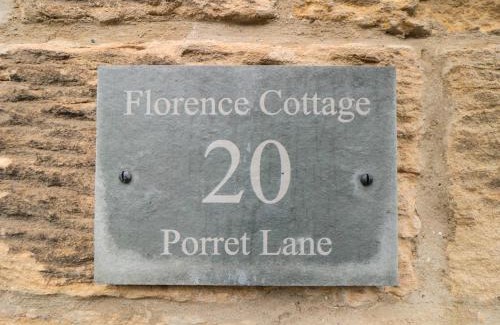 Florence Cottage
20
Porret Lane